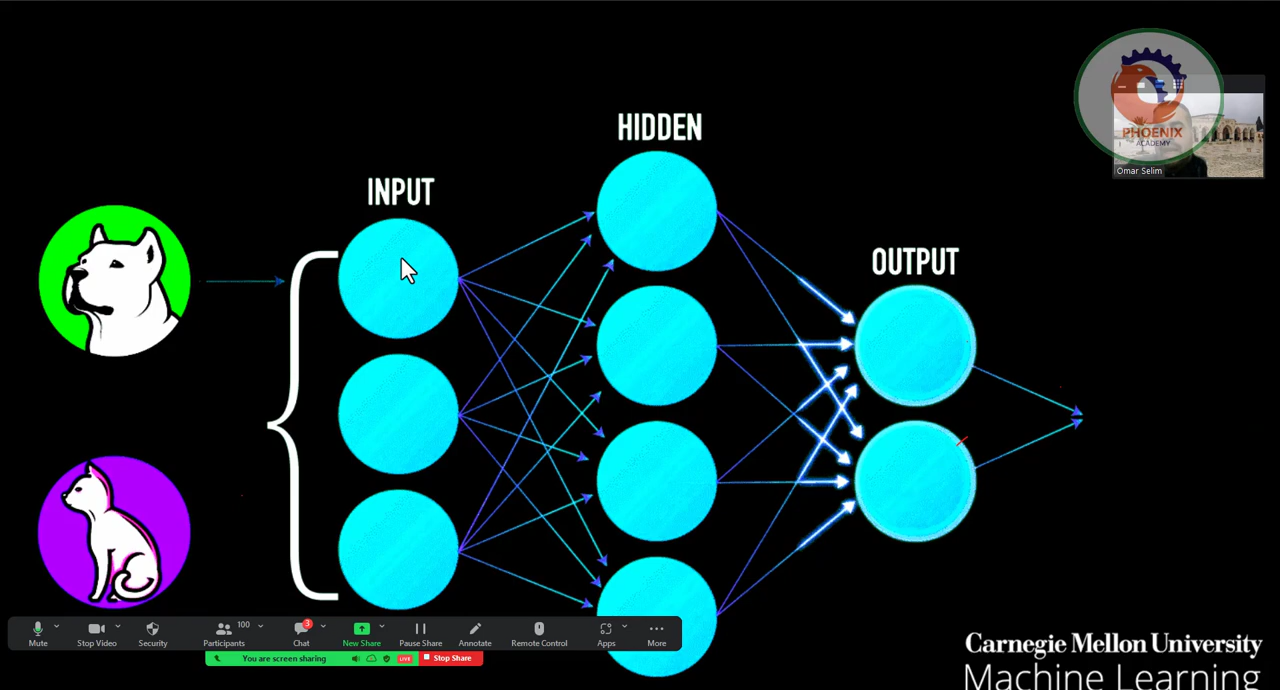 HIDDEN
INPUT
OUTPUT
PHOENIX
ACADEMY
Omar Selim
100
3
Mute
Stop Video
Security
Participants
Chat
New Share
Pause Share
Annotate
Remote Control
Apps
More
You are screen sharing
LIVE
Stop Share
Carnegie Mellon University
Machine Learning